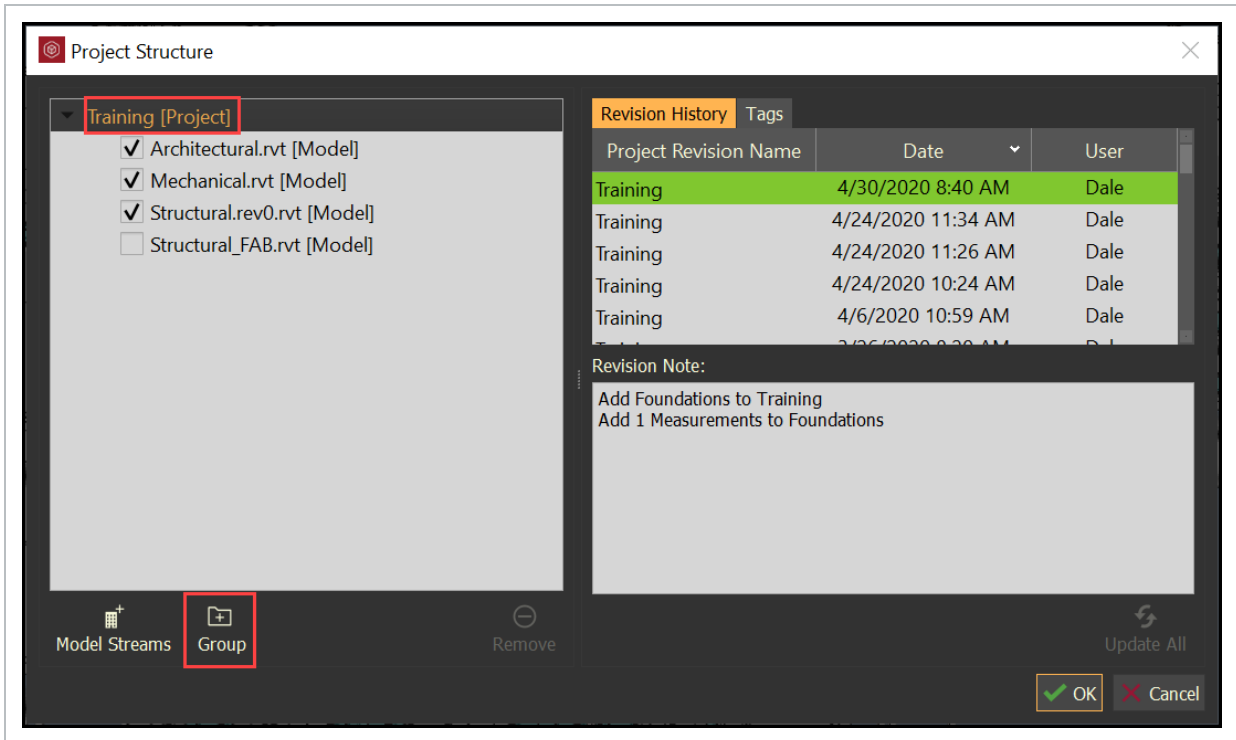 Project Structure
Training [Project]
Architectural.rvt [Model]
Mechanical.rvt [Model]
Structural.rev0.rvt [Model]
Structural_FAB.rvt [Model]
Model Streams Group Remove
Revision History Tags
Project Revision Name Date User
Training 4/30/2020 8:40 AM Dale
Training 4/24/2020 11:34 AM Dale
Training 4/24/2020 11:26 AM Dale
Training 4/24/2020 10:24 AM Dale
Training 4/6/2020 10:59 AM Dale
Revision Note:
Add Foundations to Training
Add 1 Measurements to Foundations
Update All
OK Cancel